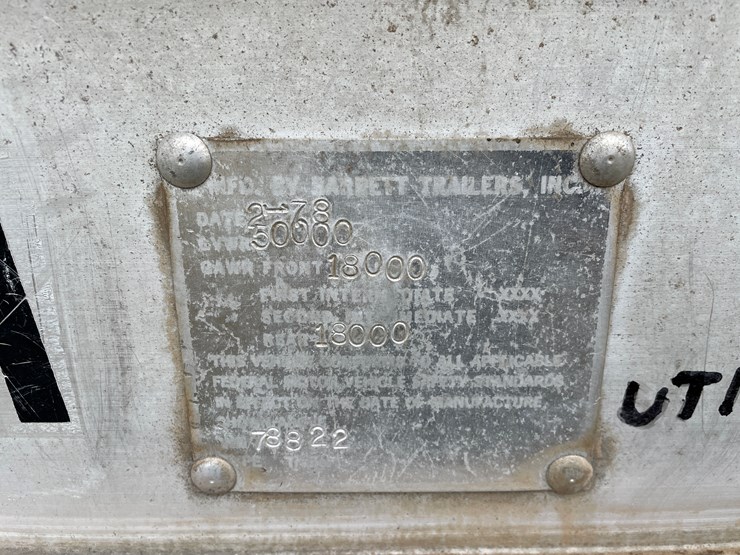 MFG. BY BARRETT TRAILERS, INC.
DATE 2-78
GVWR 50000
GAWR FRONT 18000
FIRST INTERMEDIATE XXXX
SECOND INTERMEDIATE XXXX
REAR 18000
THIS VEHICLE CONFORMS TO ALL APPLICABLE
FEDERAL MOTOR VEHICLE SAFETY STANDARDS
IN EFFECT ON THE DATE OF MANUFACTURE
78822
UTI